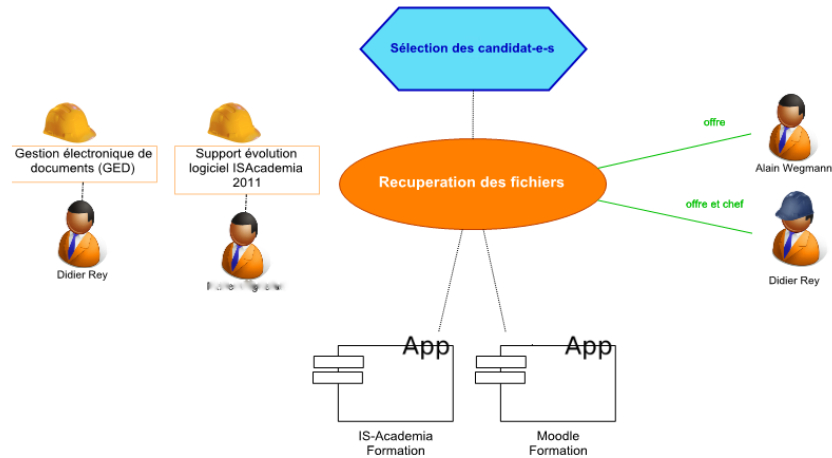 Sélection des candidat-e-s
Gestion électronique de
documents (GED)
Support évolution
logiciel ISAcademia
2011
Recuperation des fichiers
offre
Alain Wegmann
offre et chef
Didier Rey
Didier Rey
App
App
IS-Academia
Formation
Moodle
Formation